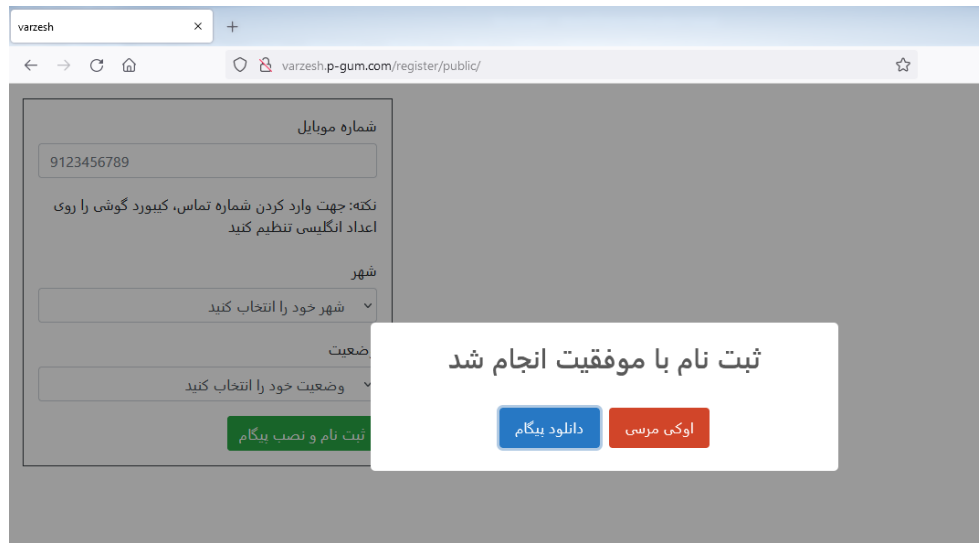 varzesh
varzesh.p-gum.com/register/public/
شماره موبایل
9123456789
نکته: جهت وارد کردن شماره تماس، کیبورد گوشی را روی
اعداد انگلیسی تنظیم کنید
شهر
شهر خود را انتخاب کنید
وضعیت
وضعیت خود را انتخاب کنید
ثبت نام و نصب پیگام
ثبت نام با موفقیت انجام شد
اوکی مرسی
دانلود پیگام